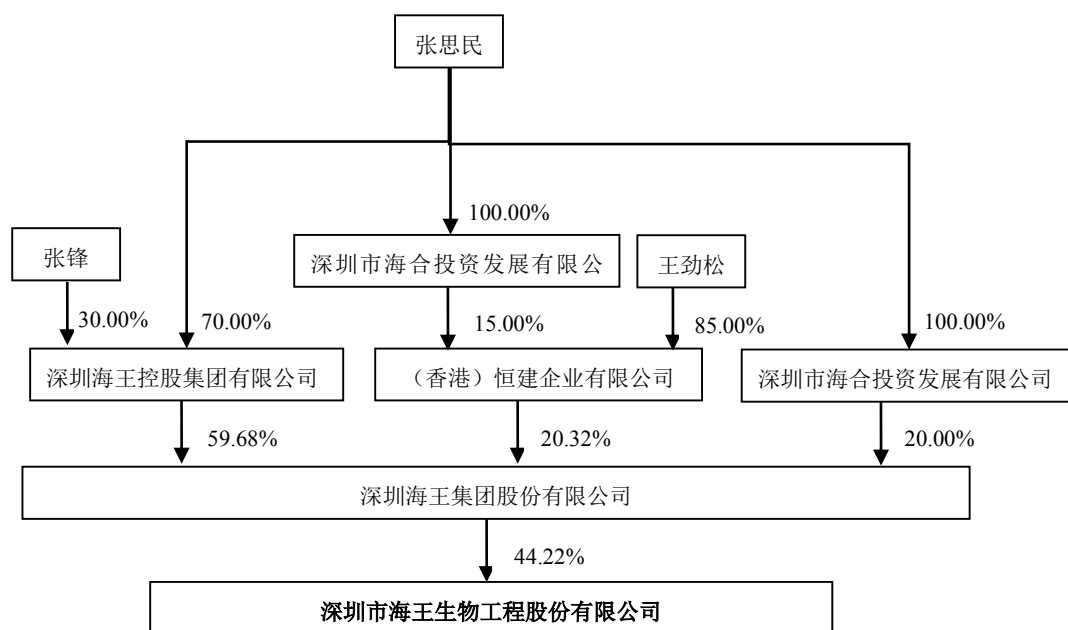 张思民
100.00%
张锋
深圳市海合投资发展有限公
王劲松
30.00%
70.00%
15.00%
85.00%
100.00%
深圳海王控股集团有限公司
（香港）恒建企业有限公司
深圳市海合投资发展有限公司
59.68%
20.32%
20.00%
深圳海王集团股份有限公司
44.22%
深圳市海王生物工程股份有限公司